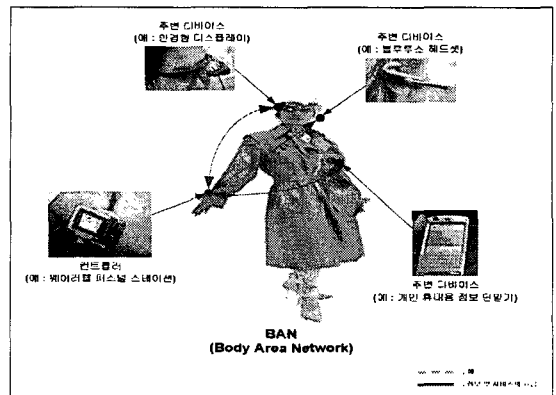 주변 디바이스
(예 : 안경형 디스플레이)
주변 디바이스
(예 : 블루투스 헤드셋)
컨트롤러
(예 : 웨어러블 퍼스널 스테이션)
주변 디바이스
(예 : 개인 휴대용 정보 단말기)
BAN
(Body Area Network)